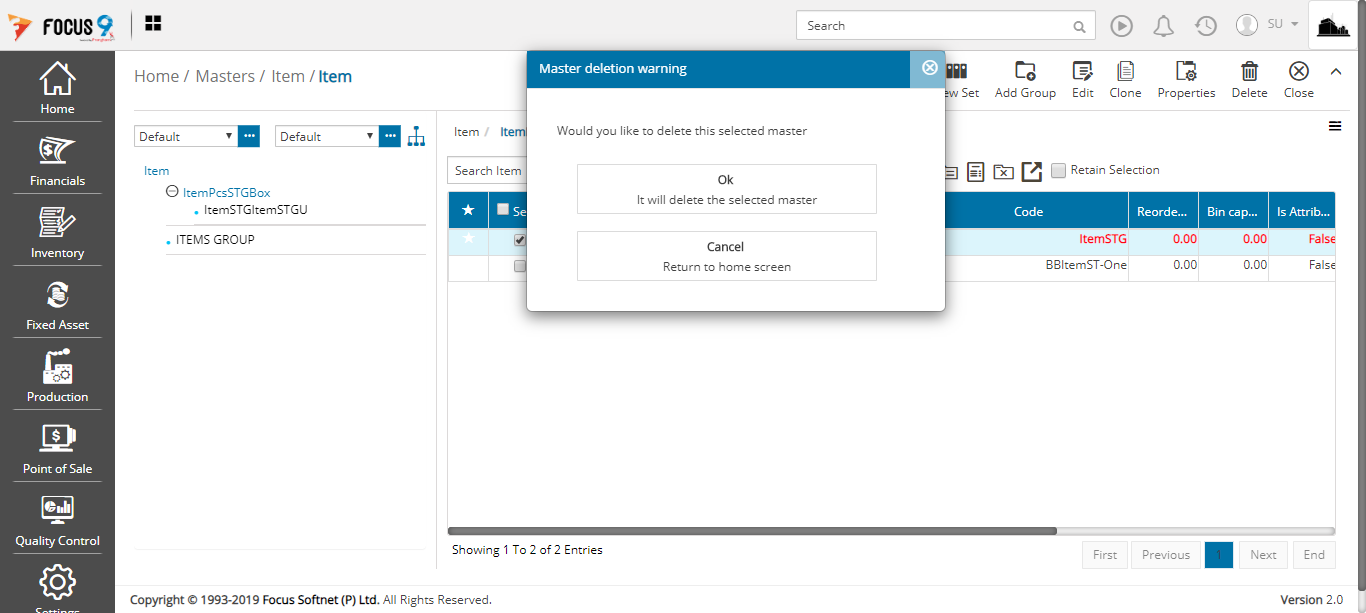 FOCUS 9
Search
SU
Home
Financials
Inventory
Fixed Asset
Production
Point of Sale
Quality Control
Settings
Home / Masters / Item / Item
ew Set
Add Group
Edit
Clone
Properties
Delete
Close
Default
Default
Item
ItemPcsSTGBox
ItemSTGItemSTGU
ITEMS GROUP
Item / Item
Search Item
Retain Selection
Se
Code
Reorde...
Bin cap...
Is Attrib...
ItemSTG
0.00
0.00
False
BBItemST-One
0.00
0.00
False
Master deletion warning
Would you like to delete this selected master
Ok
It will delete the selected master
Cancel
Return to home screen
Showing 1 To 2 of 2 Entries
First
Previous
1
Next
End
Copyright © 1993-2019 Focus Softnet (P) Ltd. All Rights Reserved.
Version 2.0